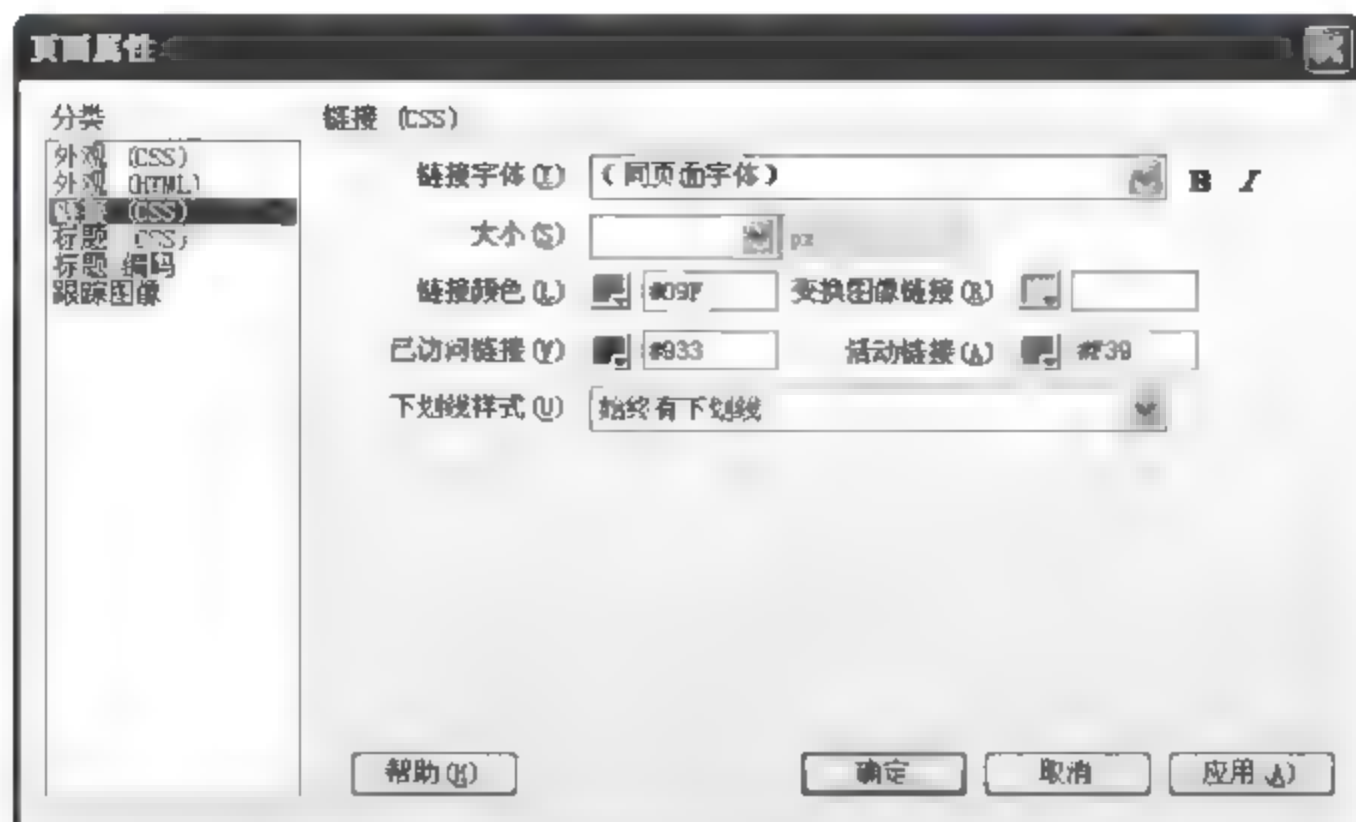 页面属性
分类
外观 (CSS)
外观 (HTML)
链接 (CSS)
标题 (CSS)
标题/编码
跟踪图像
链接 (CSS)
链接字体(I) (同页面字体) B I
大小(S) px
链接颜色(L) #09F 变换图像链接(R)
已访问链接(V) #933 活动链接(A) #F39
下划线样式(U) 始终有下划线
帮助(H) 确定 取消 应用(A)